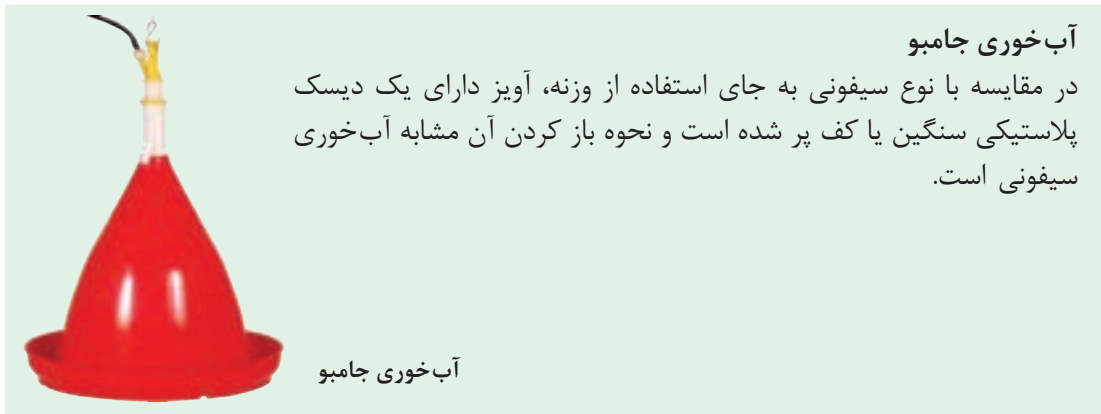 آب‌خوری جامبو
در مقایسه با نوع سیفونی به جای استفاده از وزنه، آویز دارای یک دیسک
پلاستیکی سنگین یا کف پر شده است و نحوه باز کردن آن مشابه آب‌خوری
سیفونی است.
آب‌خوری جامبو